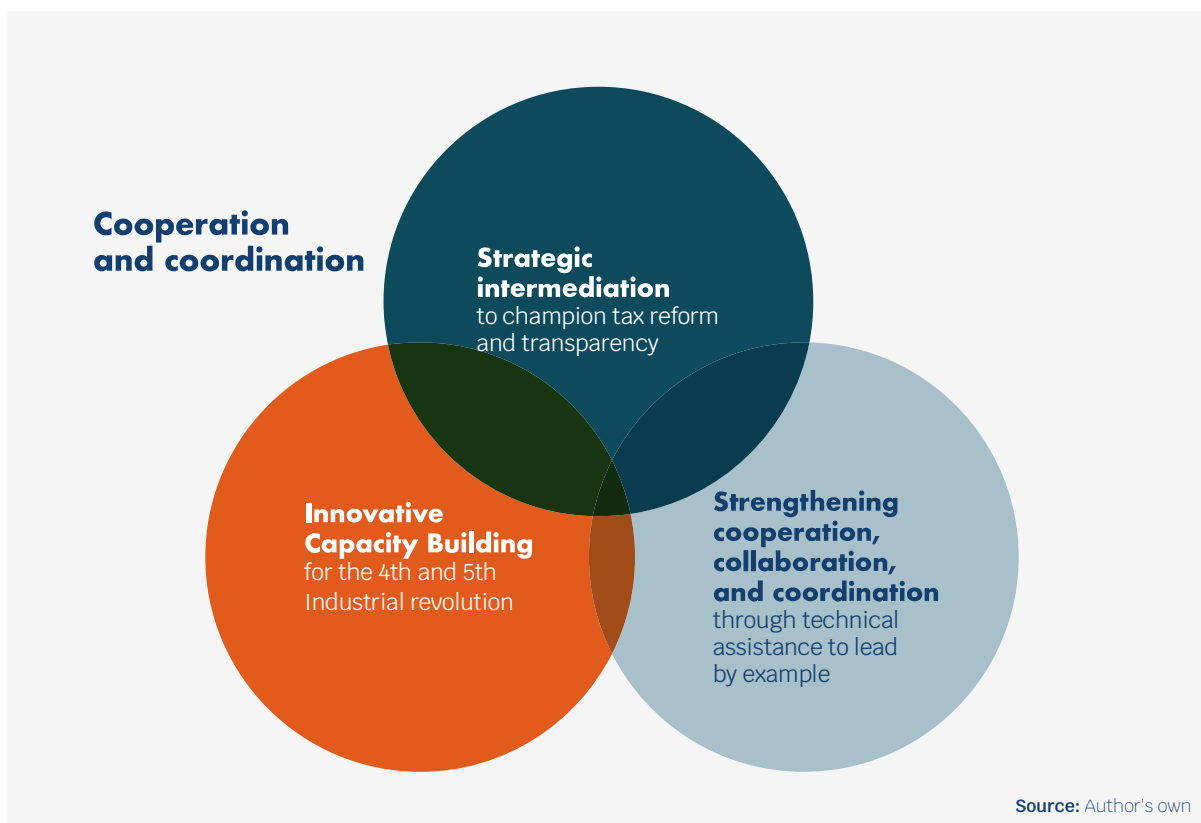 Cooperation
and coordination
Strategic
intermediation
to champion tax reform
and transparency
Innovative
Capacity Building
for the 4th and 5th
Industrial revolution
Strengthening
cooperation,
collaboration,
and coordination
through technical
assistance to lead
by example
Source: Author's own